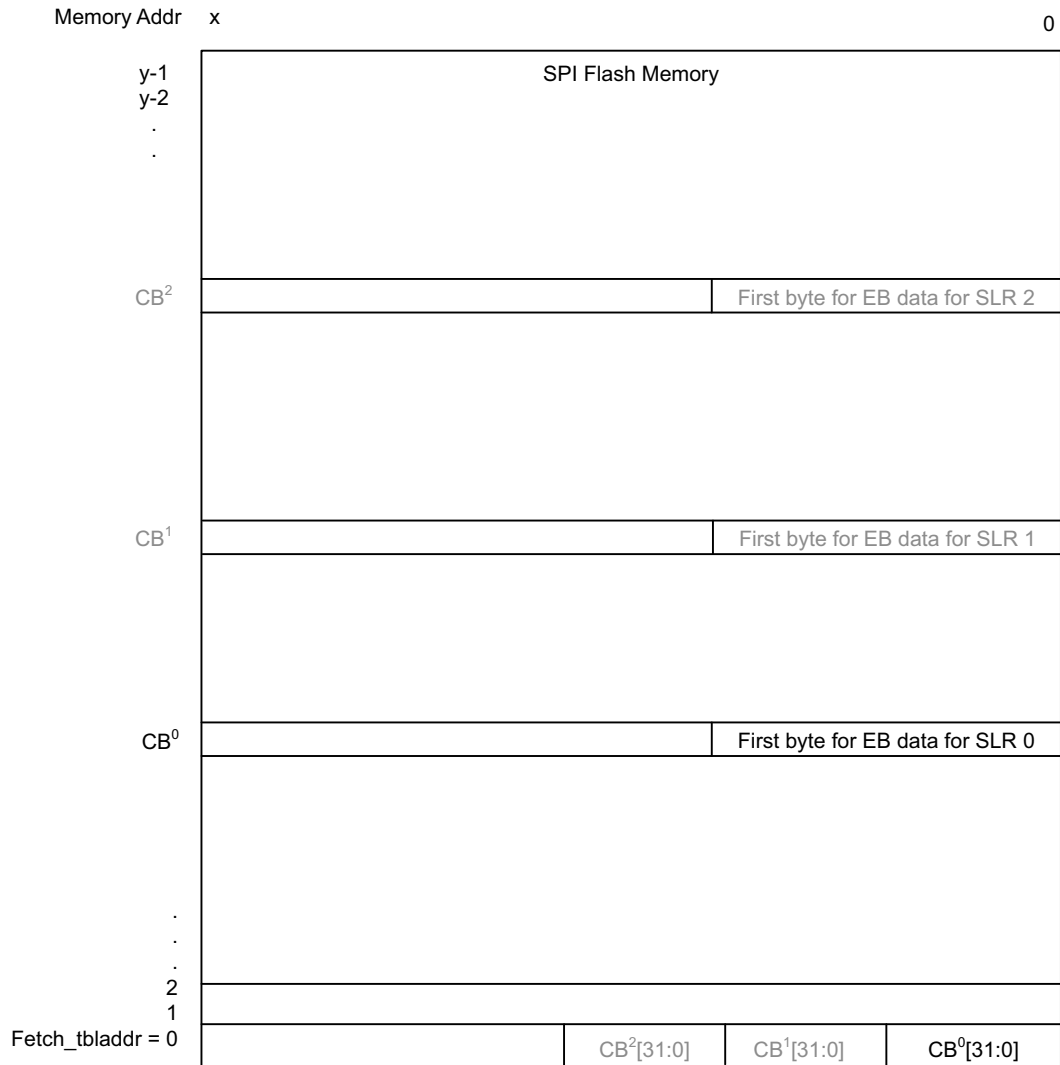 Memory Addr x 0
y-1 SPI Flash Memory
y-2
.
.
CB² First byte for EB data for SLR 2
CB¹ First byte for EB data for SLR 1
CB⁰ First byte for EB data for SLR 0
.
.
.
2
1
Fetch_tbladdr = 0 CB²[31:0] CB¹[31:0] CB⁰[31:0]